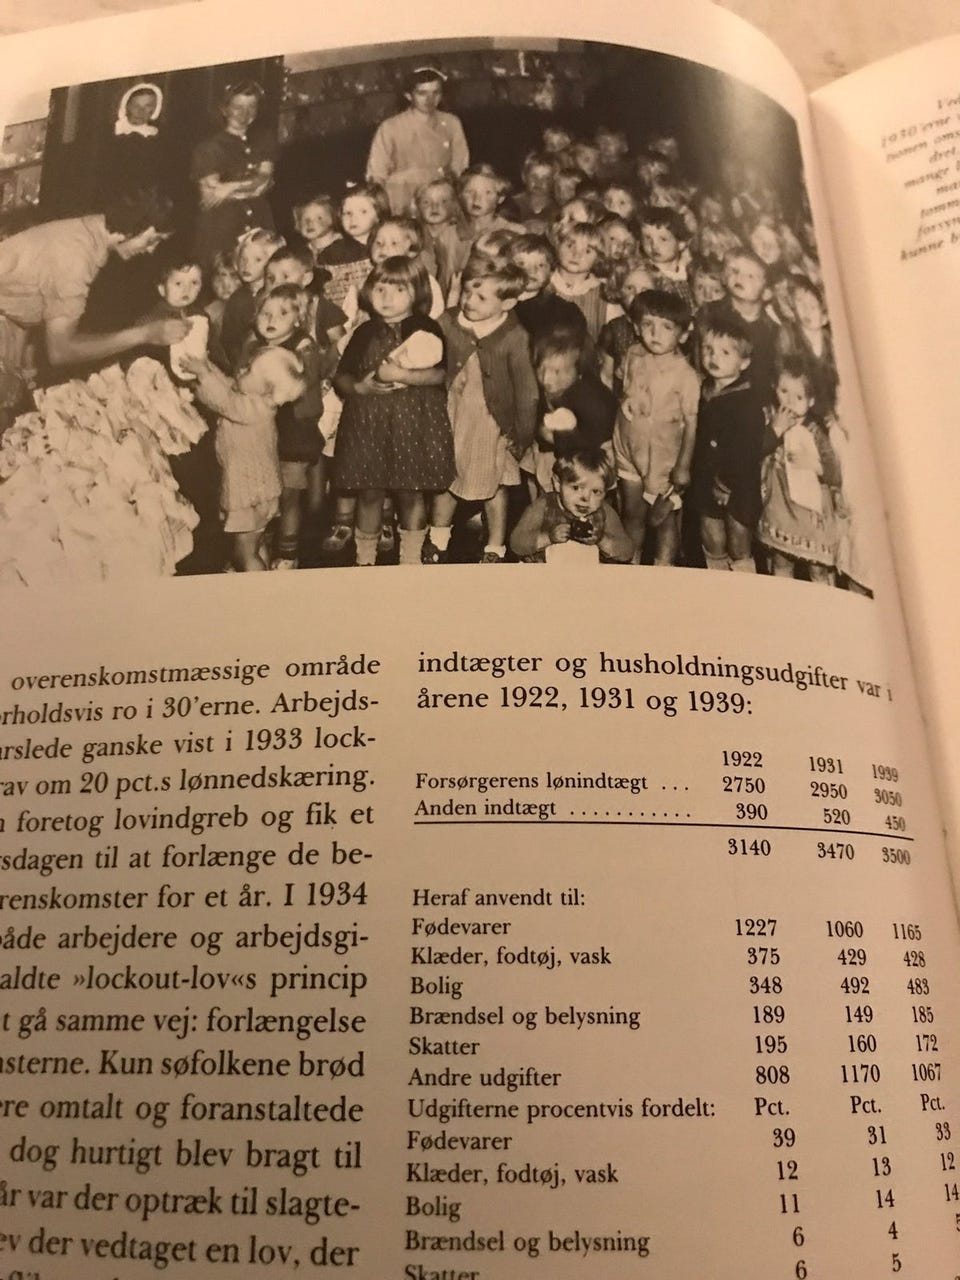 1930'erne
mange
kunne
overenskomstmæssige område
rholdsvis ro i 30'erne. Arbejds-
arslede ganske vist i 1933 lock-
rav om 20 pct.s lønnedskæring.
foretog lovindgreb og fik et
sdagen til at forlænge de be-
renskomster for et år. I 1934
åde arbejdere og arbejdsgi-
aldte »lockout-lov«s princip
t gå samme vej: forlængelse
sterne. Kun søfolkene brød
re omtalt og foranstaltede
dog hurtigt blev bragt til
år var der optræk til slagte-
ev der vedtaget en lov, der
indtægter og husholdningsudgifter var i
årene 1922, 1931 og 1939:
1922 1931 1939
Forsørgerens lønindtægt ... 2750 2950 3050
Anden indtægt ........... 390 520 450
3140 3470 3500
Heraf anvendt til:
Fødevarer 1227 1060 1165
Klæder, fodtøj, vask 375 429 428
Bolig 348 492 483
Brændsel og belysning 189 149 185
Skatter 195 160 172
Andre udgifter 808 1170 1067
Udgifterne procentvis fordelt: Pct. Pct. Pct.
Fødevarer 39 31 33
Klæder, fodtøj, vask 12 13 12
Bolig 11 14 14
Brændsel og belysning 6 4
Skatter 6 5